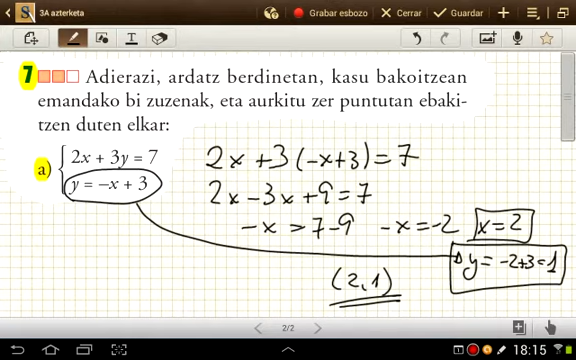 3A azterketa
Grabar esbozo
Cerrar
Guardar
7 Adierazi, ardatz berdinetan, kasu bakoitzean
emandako bi zuzenak, eta aurkitu zer puntutan ebaki-
tzen duten elkar:
a) 2x + 3y = 7
y = –x + 3
2x + 3(-x+3) = 7
2x - 3x + 9 = 7
-x = 7-9 -x = -2 x = 2
y = -2+3 = 1
(2,1)
2/2
18:15